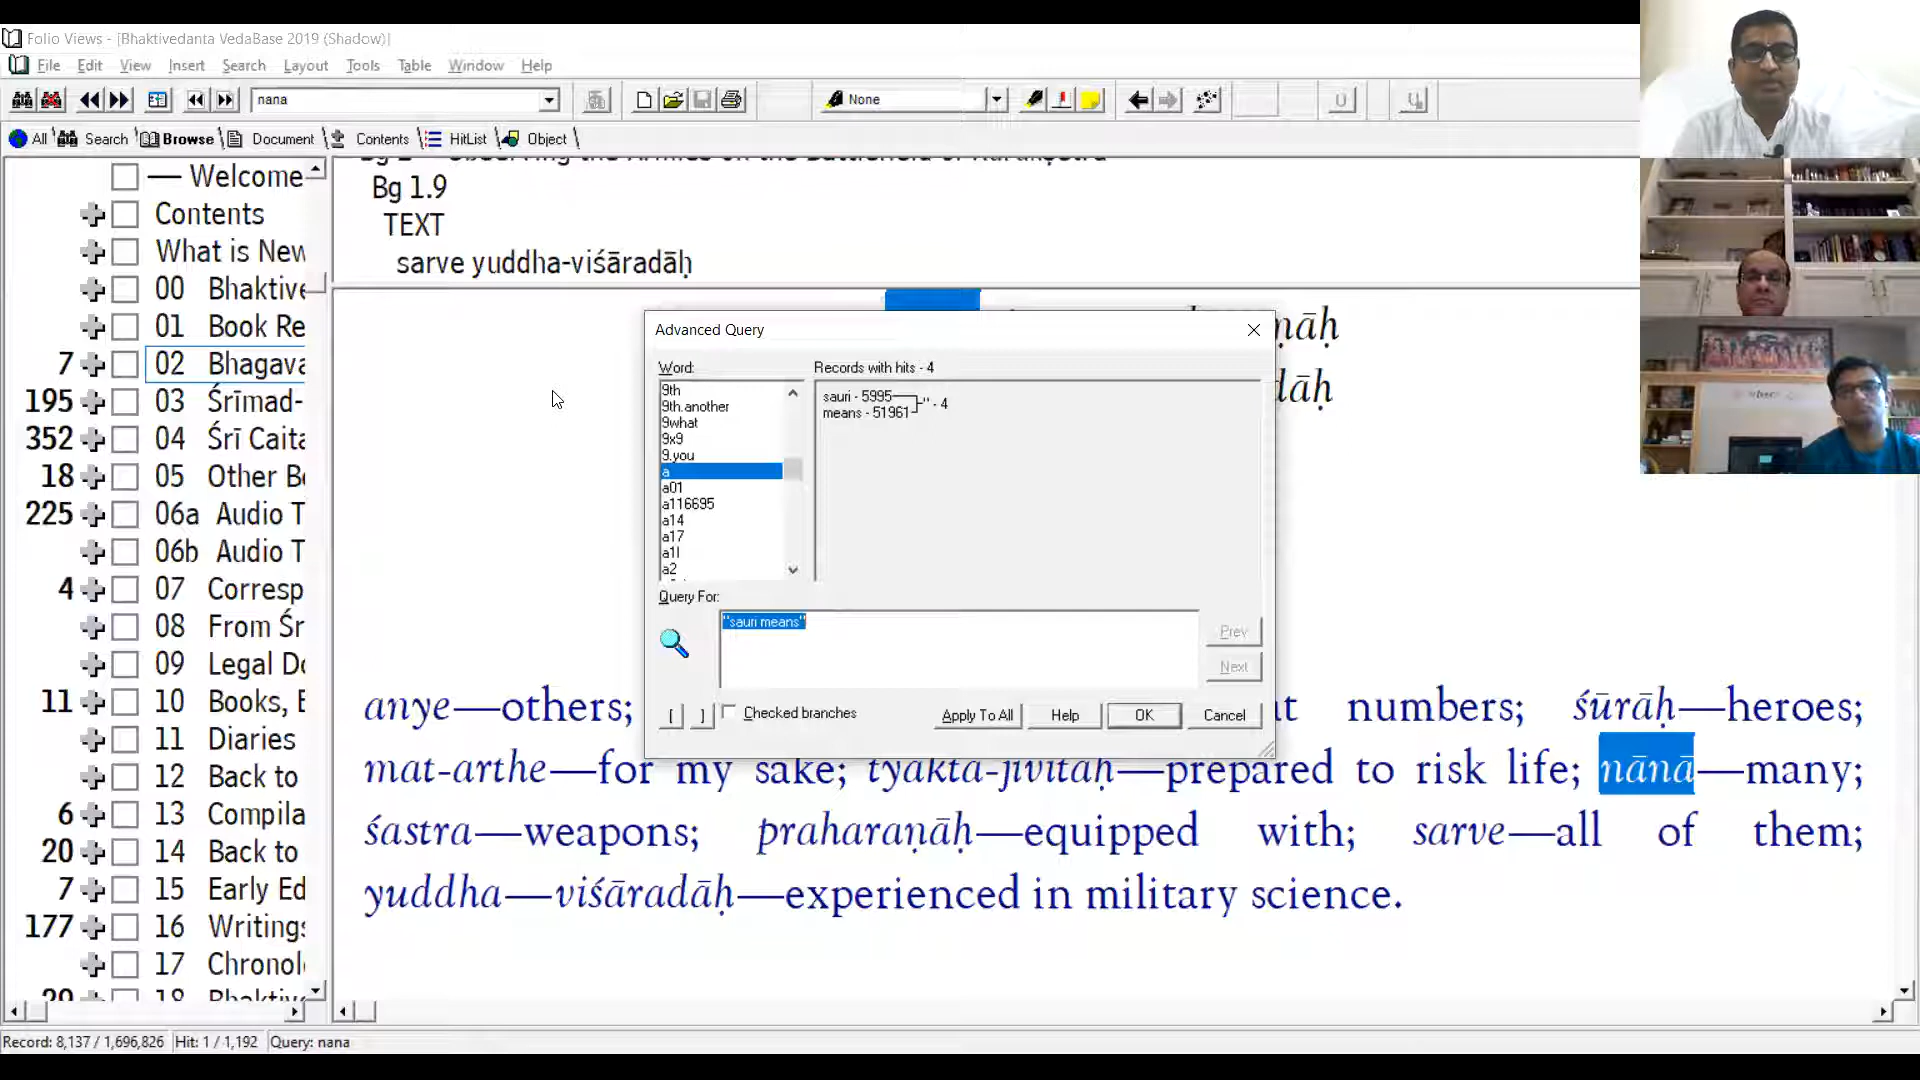 Folio Views - [Bhaktivedanta VedaBase 2019 (Shadow)]
File Edit View Insert Search Layout Tools Table Window Help
nana
None
All Search Browse Document Contents HitList Object
— Welcome
Contents
What is New
00 Bhaktive
01 Book Re
7 02 Bhagava
195 03 Śrīmad-
352 04 Śrī Caita
18 05 Other B
225 06a Audio T
06b Audio T
4 07 Corresp
08 From Śr
09 Legal Do
11 10 Books, E
11 Diaries
12 Back to
6 13 Compila
20 14 Back to
7 15 Early Ed
177 16 Writings
17 Chronol
20 18 Bhaktiv
Bg 1.9
TEXT
sarve yuddha-viśāradāḥ
ṇāḥ
dāḥ
Advanced Query
Word:
9th
9th.another
9what
9x9
9.you
a
a01
a116695
a14
a17
a1l
a2
Records with hits - 4
sauri - 5995
means - 51961
" - 4
Query For:
"sauri means"
Prev
Next
[ ] Checked branches Apply To All Help OK Cancel
anye—others; numbers; śūrāḥ—heroes;
mat-arthe—for my sake; tyakta-jīvitāḥ—prepared to risk life; nānā—many;
śastra—weapons; praharaṇāḥ—equipped with; sarve—all of them;
yuddha—viśāradāḥ—experienced in military science.
Record: 8,137 / 1,696,826 Hit: 1 / 1,192 Query: nana